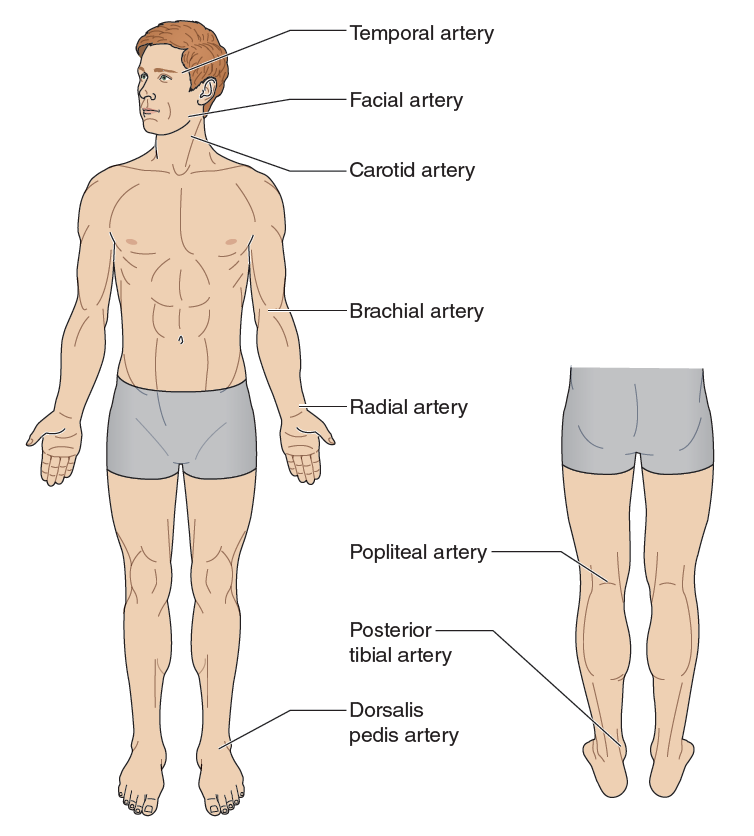 Temporal artery
Facial artery
Carotid artery
Brachial artery
Radial artery
Popliteal artery
Posterior
tibial artery
Dorsalis
pedis artery